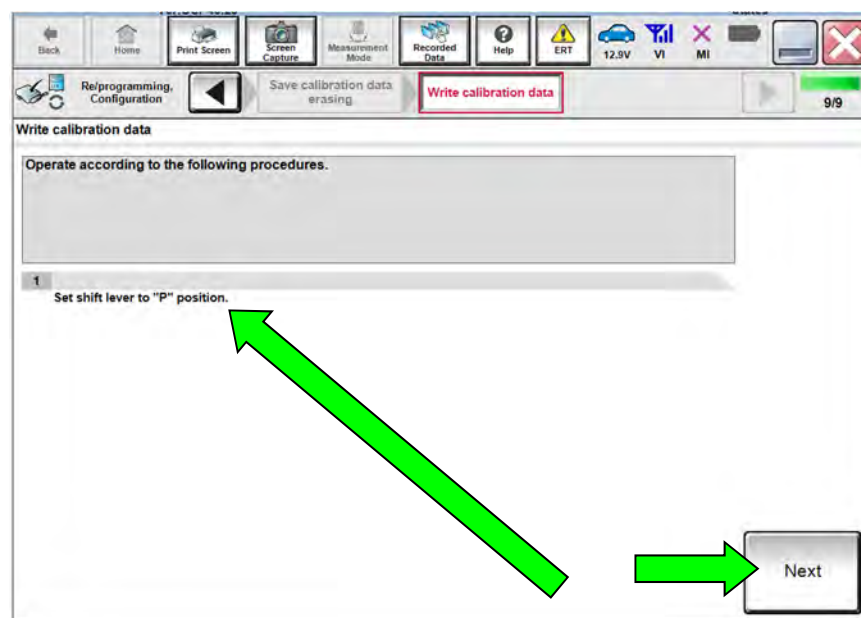 Back
Home
Print Screen
Screen
Capture
Measurement
Mode
Recorded
Data
Help
ERT
12,9V
VI
MI
Re/programming,
Configuration
Save calibration data
erasing
Write calibration data
9/9
Write calibration data
Operate according to the following procedures.
1
Set shift lever to "P" position.
Next